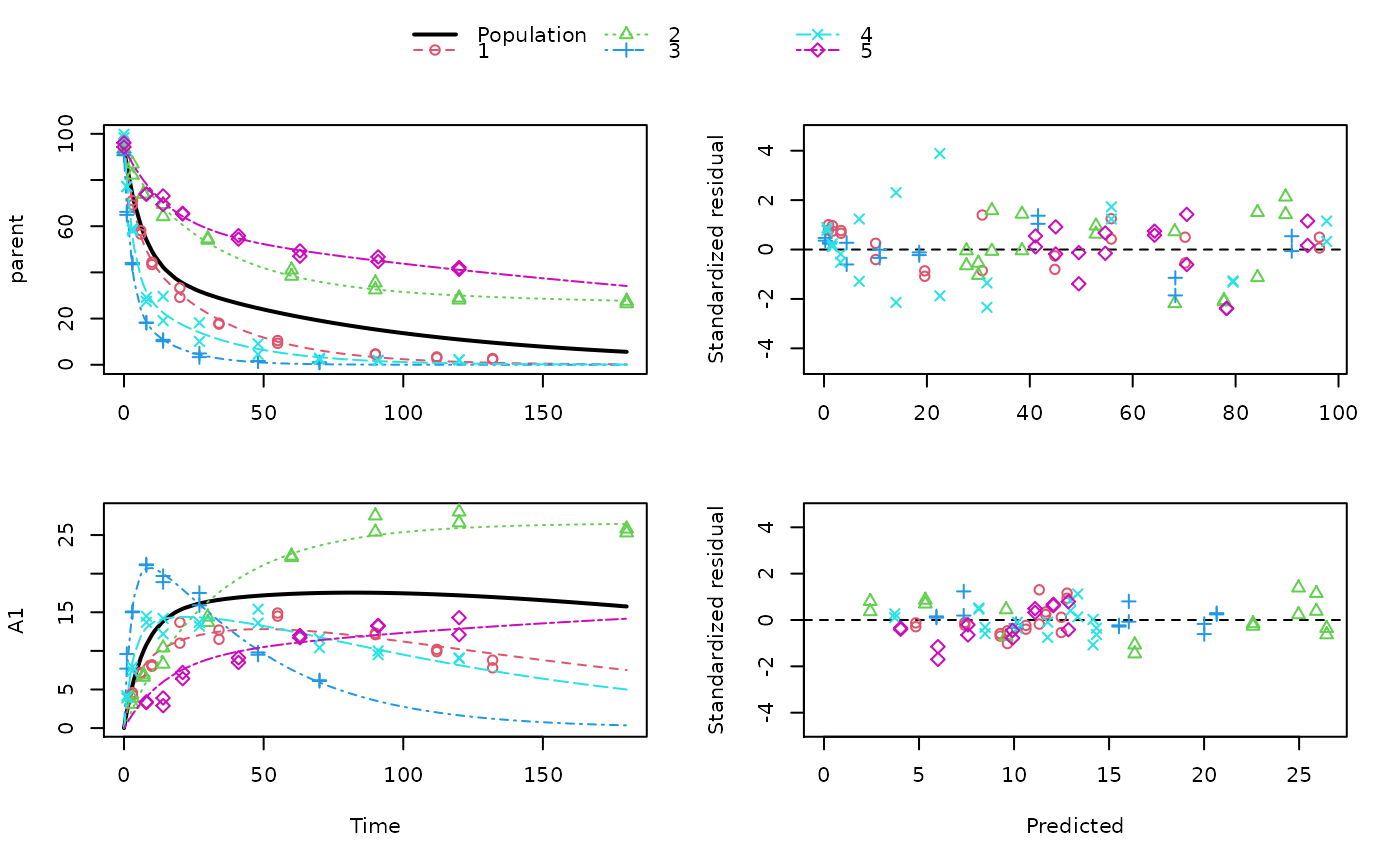 Population 2 4
1 3 5
parent
0 20 60 100
0 50 100 150
Standardized residual
-4 -2 0 2 4
0 20 40 60 80 100
A1
0 5 15 25
0 50 100 150
Time
Standardized residual
-4 -2 0 2 4
0 5 10 15 20 25
Predicted